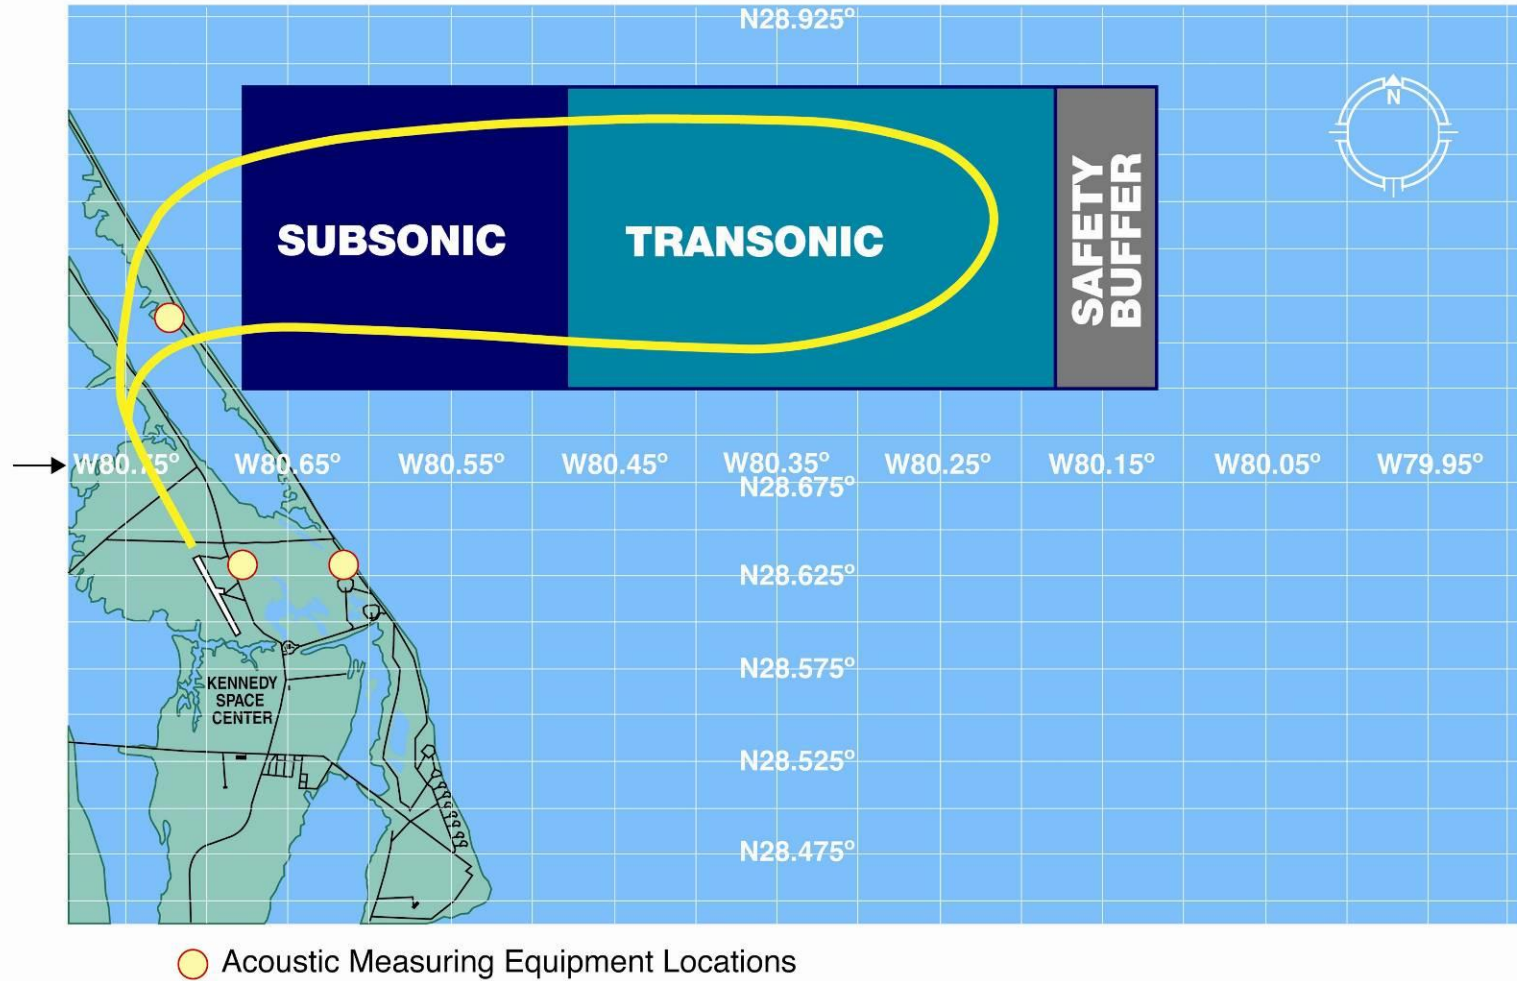 N28.925°
N
SUBSONIC
TRANSONIC
SAFETY
BUFFER
W80.75° W80.65° W80.55° W80.45° W80.35° W80.25° W80.15° W80.05° W79.95°
N28.675°
N28.625°
N28.575°
KENNEDY
SPACE
CENTER
N28.525°
N28.475°
Acoustic Measuring Equipment Locations